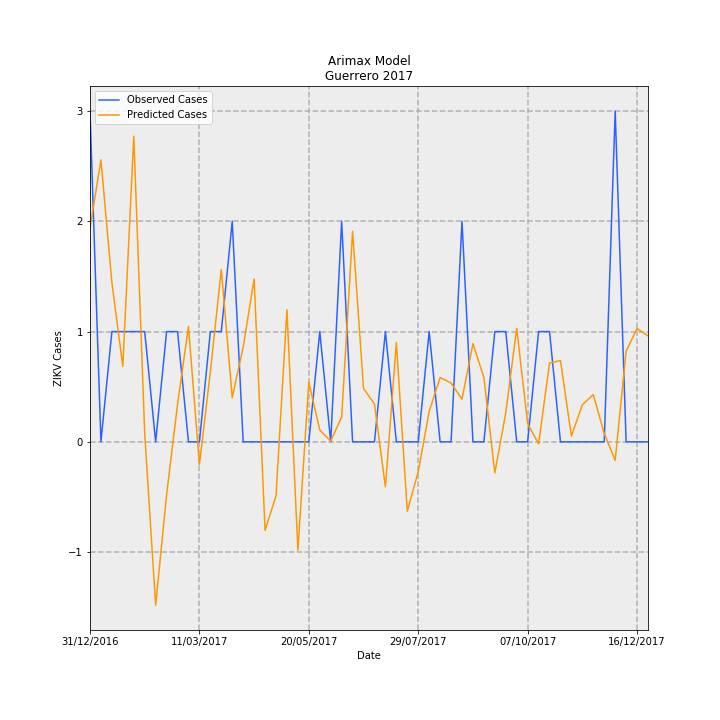 Arimax Model
Guerrero 2017
Observed Cases
Predicted Cases
ZIKV Cases
3
2
1
0
−1
31/12/2016 11/03/2017 20/05/2017 29/07/2017 07/10/2017 16/12/2017
Date